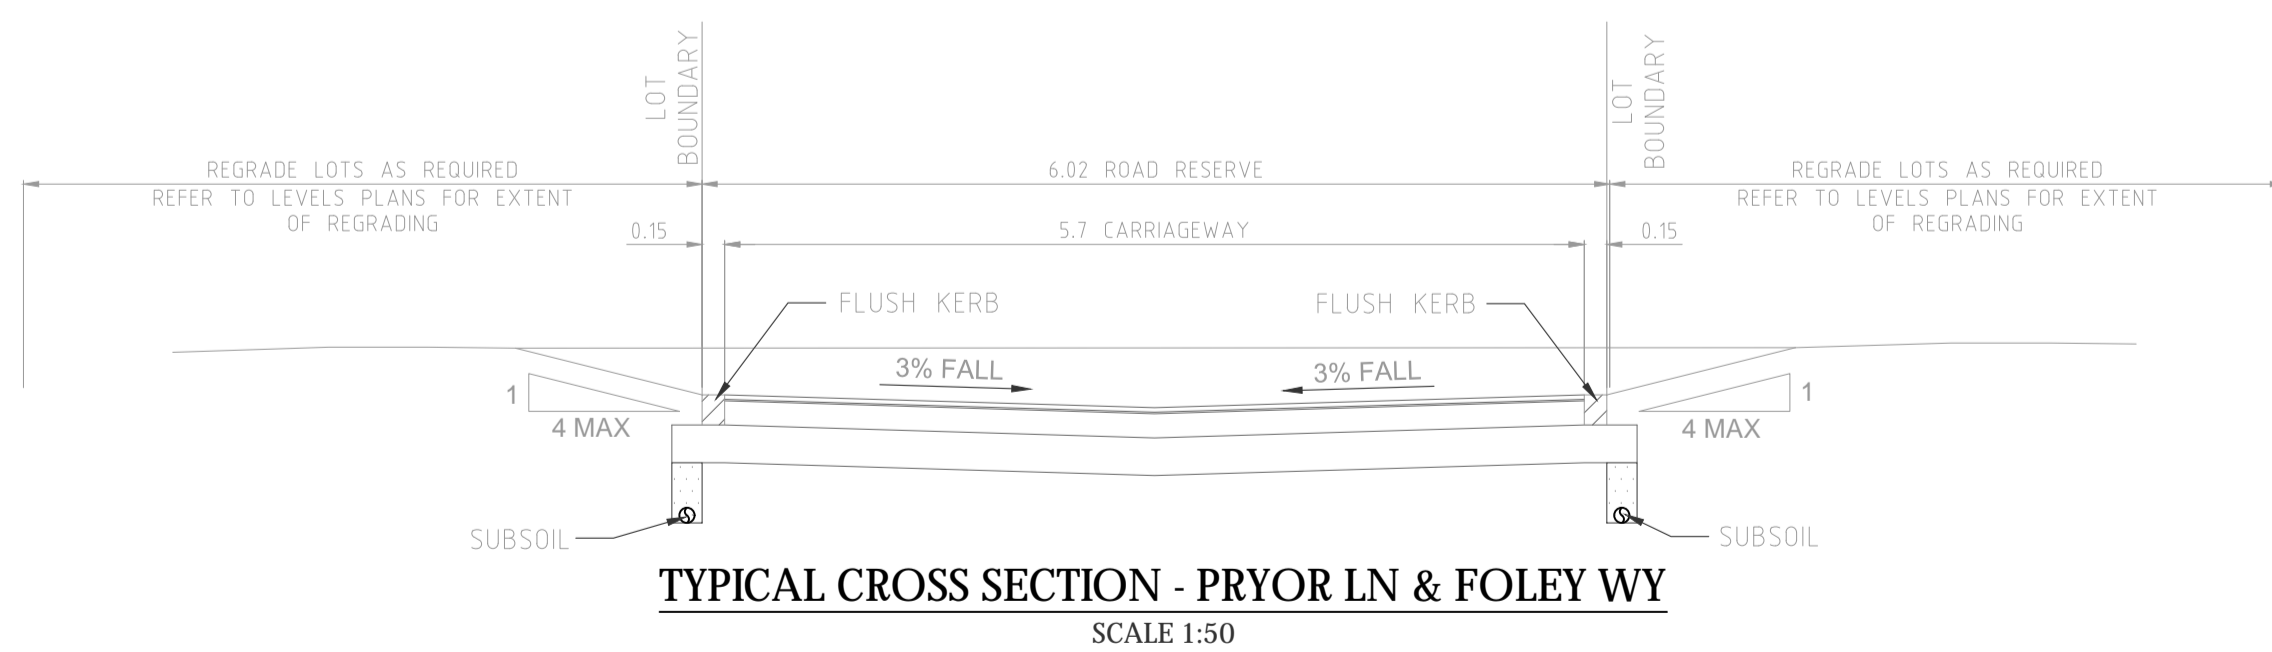 LOT
BOUNDARY
LOT
BOUNDARY
REGRADE LOTS AS REQUIRED
REFER TO LEVELS PLANS FOR EXTENT
OF REGRADING
6.02 ROAD RESERVE
REGRADE LOTS AS REQUIRED
REFER TO LEVELS PLANS FOR EXTENT
OF REGRADING
0.15
5.7 CARRIAGEWAY
0.15
FLUSH KERB
FLUSH KERB
3% FALL
3% FALL
1
4 MAX
1
4 MAX
SUBSOIL
SUBSOIL
TYPICAL CROSS SECTION - PRYOR LN & FOLEY WY
SCALE 1:50